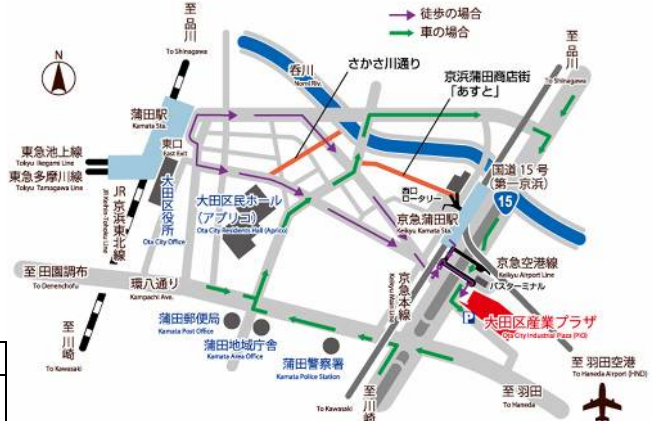 徒歩の場合
車の場合
至品川
To Shinagawa
N
さかさ川通り
呑川
Nomi Riv.
京浜蒲田商店街
「あすと」
至品川
To Shinagawa
蒲田駅
Kamata Sta.
東口
East Exit
東急池上線
Tokyu Ikegami Line
東急多摩川線
Tokyu Tamagawa Line
JR京浜東北線
JR Keihin-Tohoku Line
大田区役所
Ota City Office
大田区民ホール
(アプリコ)
Ota City Residents Hall (Aprico)
西口
ロータリー
京急蒲田駅
Keikyu Kamata Sta.
国道15号
(第一京浜)
15
京急空港線
Keikyu Airport Line
バスターミナル
至田園調布
To Denenchofu
環八通り
Kampachi Ave.
京急本線
Keikyu Main Line
P
大田区産業プラザ
Ota City Industrial Plaza (PiO)
蒲田郵便局
Kamata Post Office
蒲田地域庁舎
Kamata Area Office
蒲田警察署
Kamata Police Station
至川崎
To Kawasaki
至川崎
To Kawasaki
至羽田
To Haneda
至羽田空港
To Haneda Airport (HND)